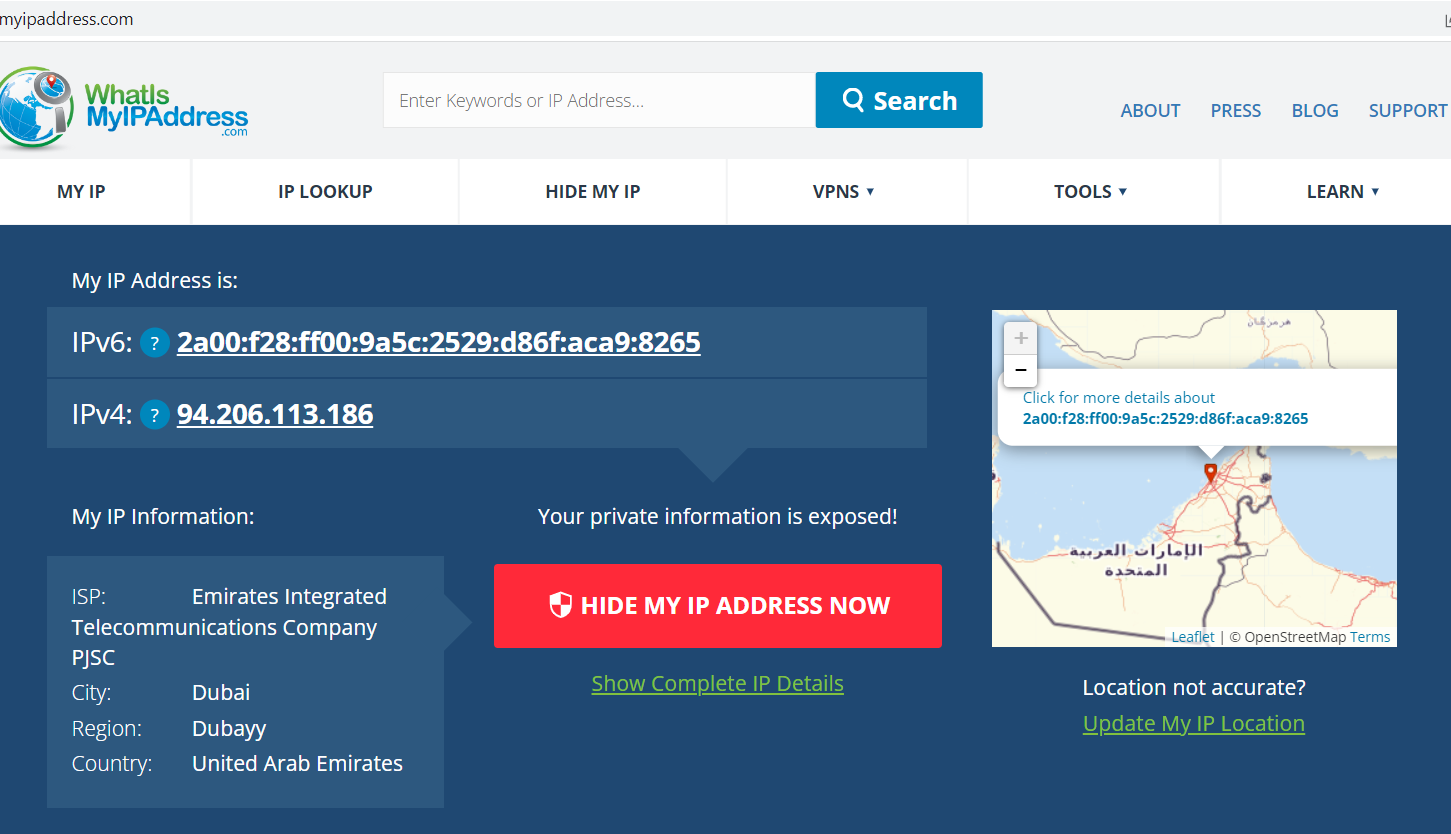 myipaddress.com
WhatIs
MyIPAddress
.com
Enter Keywords or IP Address...
Search
ABOUT PRESS BLOG SUPPORT
MY IP IP LOOKUP HIDE MY IP VPNS ▼ TOOLS ▼ LEARN ▼
My IP Address is:
IPv6: ? 2a00:f28:ff00:9a5c:2529:d86f:aca9:8265
IPv4: ? 94.206.113.186
My IP Information:
ISP: Emirates Integrated
Telecommunications Company
PJSC
City: Dubai
Region: Dubayy
Country: United Arab Emirates
Your private information is exposed!
HIDE MY IP ADDRESS NOW
Show Complete IP Details
هرمزگان
+
−
Click for more details about
2a00:f28:ff00:9a5c:2529:d86f:aca9:8265
الإمارات العربية
المتحدة
Leaflet | © OpenStreetMap Terms
Location not accurate?
Update My IP Location